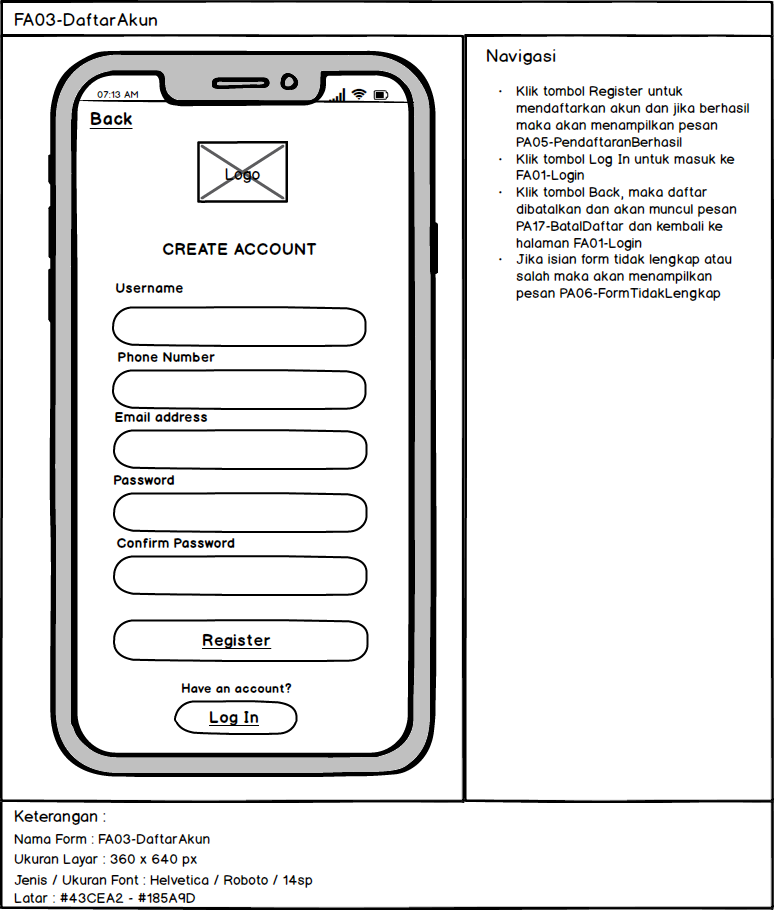 FA03-DaftarAkun
07:13 AM
Back
Logo
CREATE ACCOUNT
Username
Phone Number
Email address
Password
Confirm Password
Register
Have an account?
Log In
Navigasi
· Klik tombol Register untuk
mendaftarkan akun dan jika berhasil
maka akan menampilkan pesan
PA05-PendaftaranBerhasil
· Klik tombol Log In untuk masuk ke
FA01-Login
· Klik tombol Back, maka daftar
dibatalkan dan akan muncul pesan
PA17-BatalDaftar dan kembali ke
halaman FA01-Login
· Jika isian form tidak lengkap atau
salah maka akan menampilkan
pesan PA06-FormTidakLengkap
Keterangan :
Nama Form : FA03-DaftarAkun
Ukuran Layar : 360 x 640 px
Jenis / Ukuran Font : Helvetica / Roboto / 14sp
Latar : #43CEA2 - #185A9D